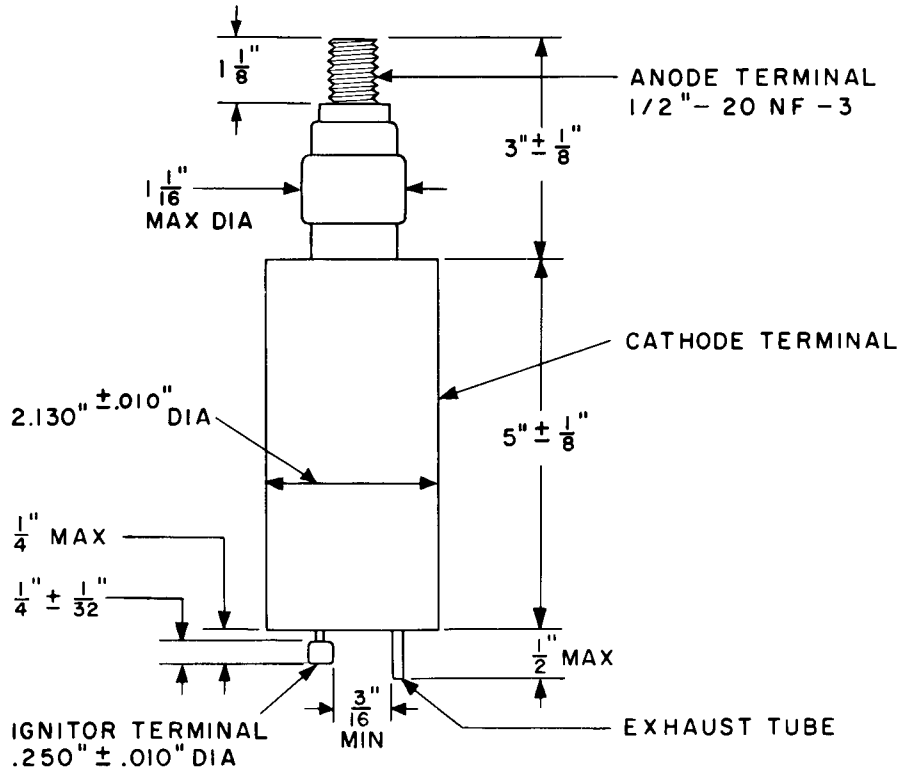 1 1/8"
ANODE TERMINAL
1/2"- 20 NF -3
3" ± 1/8"
1 1/16"
MAX DIA
CATHODE TERMINAL
2.130" ±.010" DIA
5" ± 1/8"
1/4" MAX
1/4" ± 1/32"
1/2" MAX
3/16"
MIN
IGNITOR TERMINAL
.250" ± .010" DIA
EXHAUST TUBE